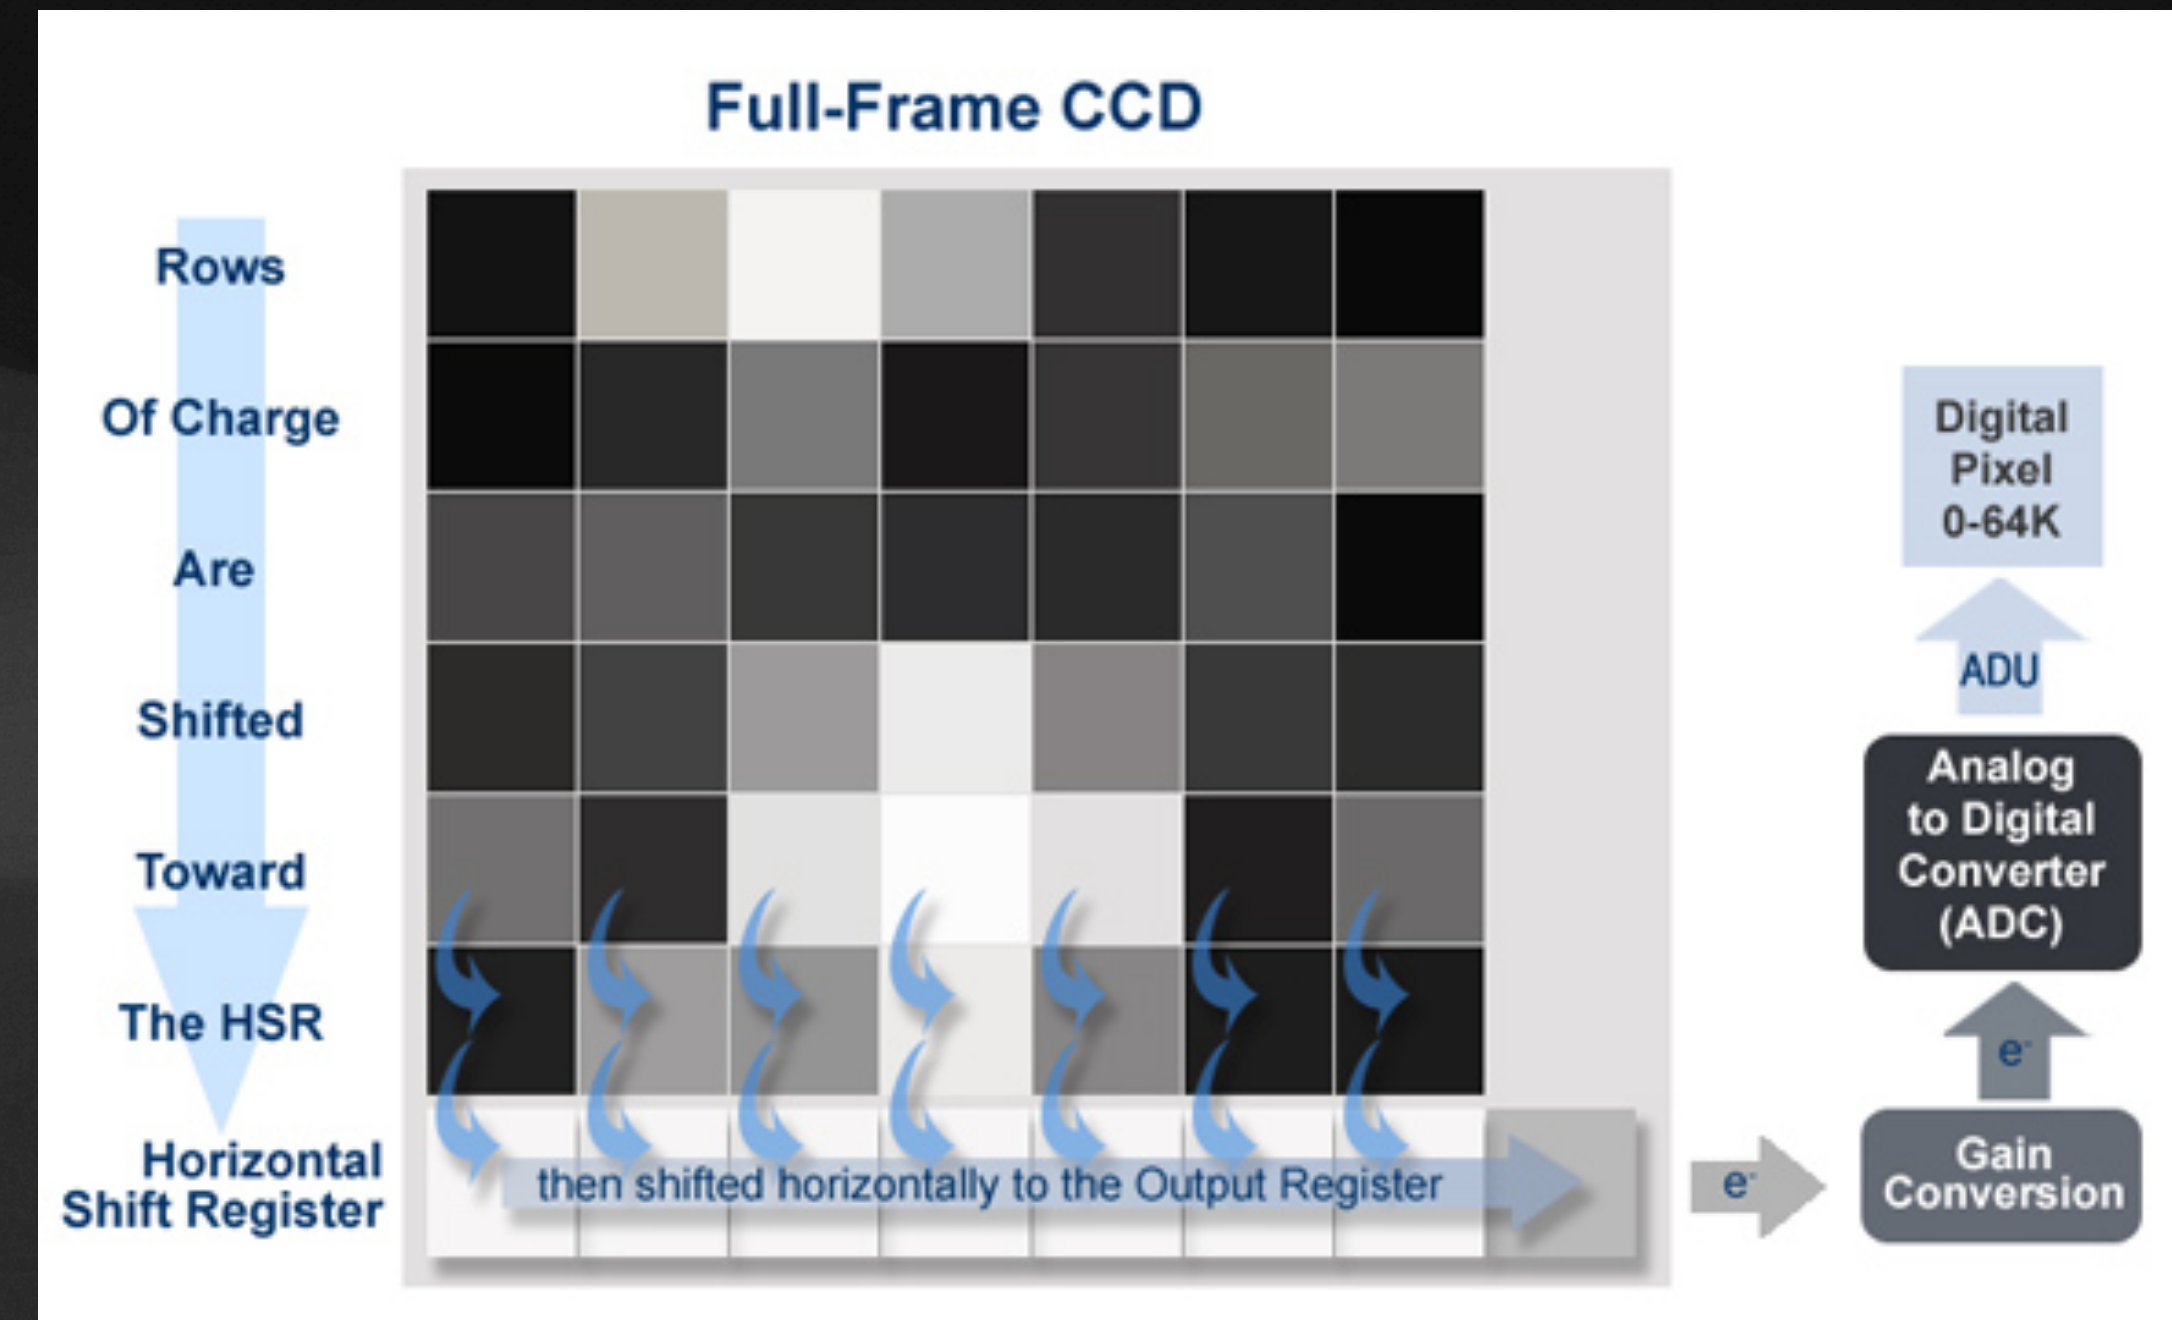 Full-Frame CCD
Rows
Of Charge
Are
Shifted
Toward
The HSR
Horizontal
Shift Register
then shifted horizontally to the Output Register
e-
Gain
Conversion
e-
Analog
to Digital
Converter
(ADC)
ADU
Digital
Pixel
0-64K